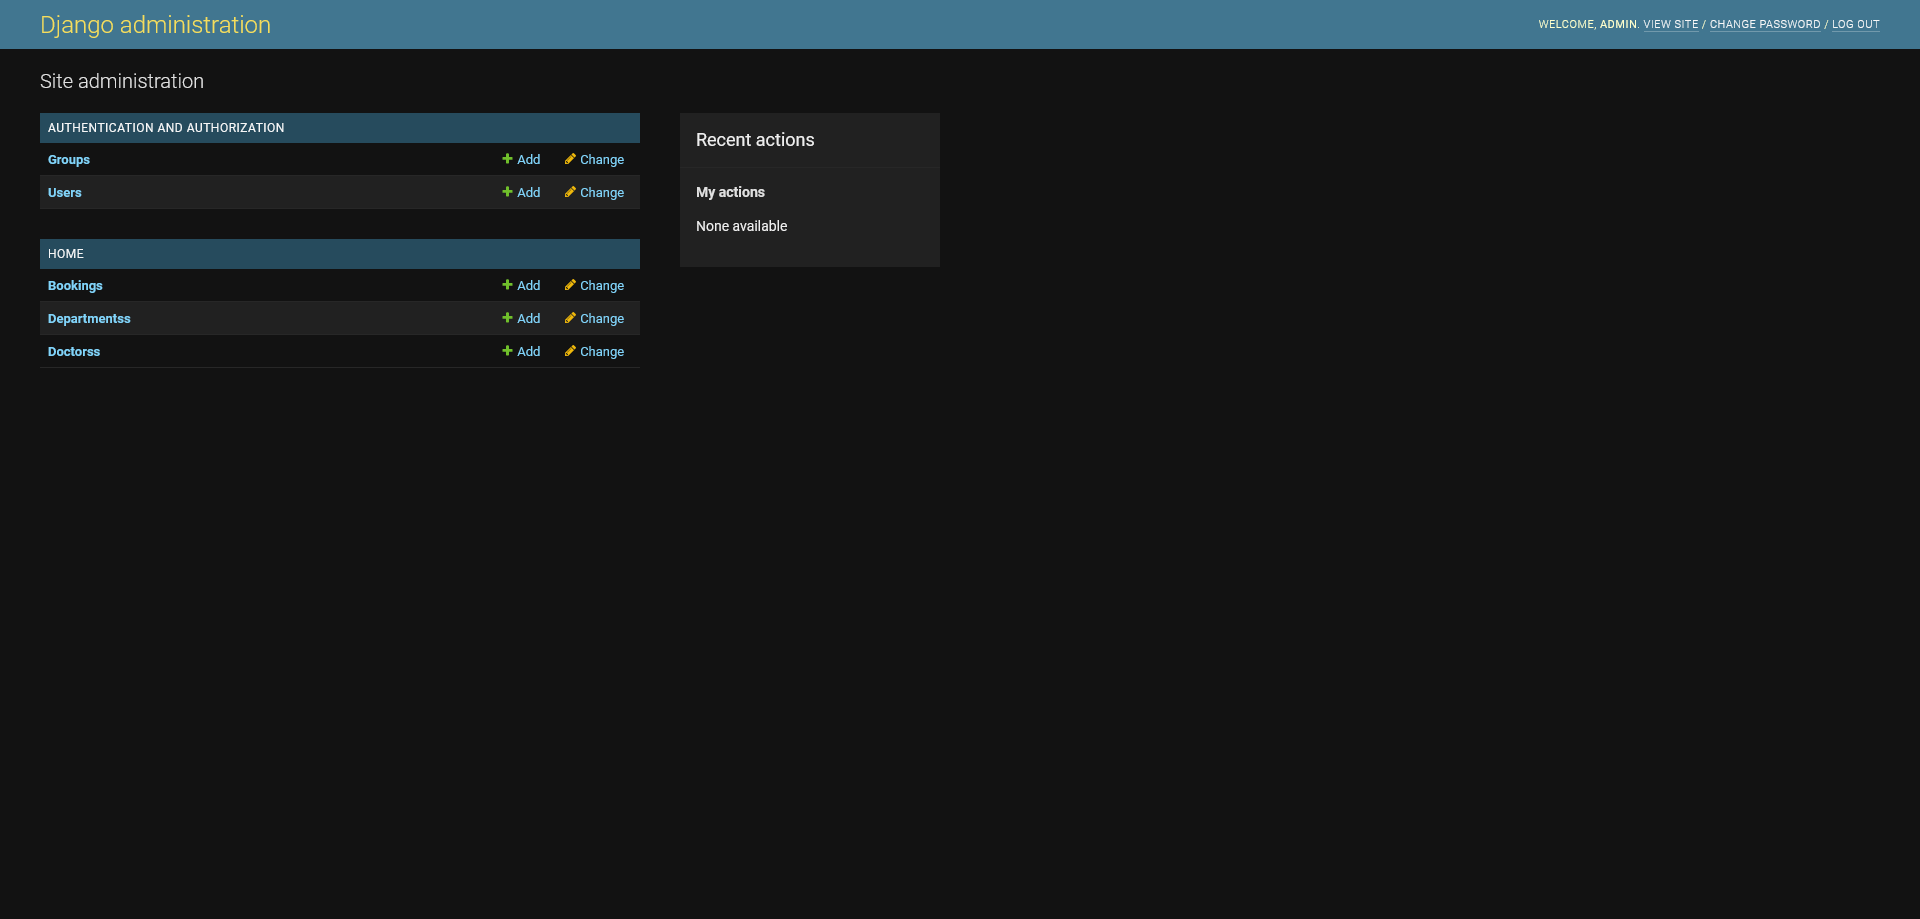 Django administration
WELCOME, ADMIN. VIEW SITE / CHANGE PASSWORD / LOG OUT
Site administration
AUTHENTICATION AND AUTHORIZATION
Groups Add Change
Users Add Change
HOME
Bookings Add Change
Departmentss Add Change
Doctorss Add Change
Recent actions
My actions
None available